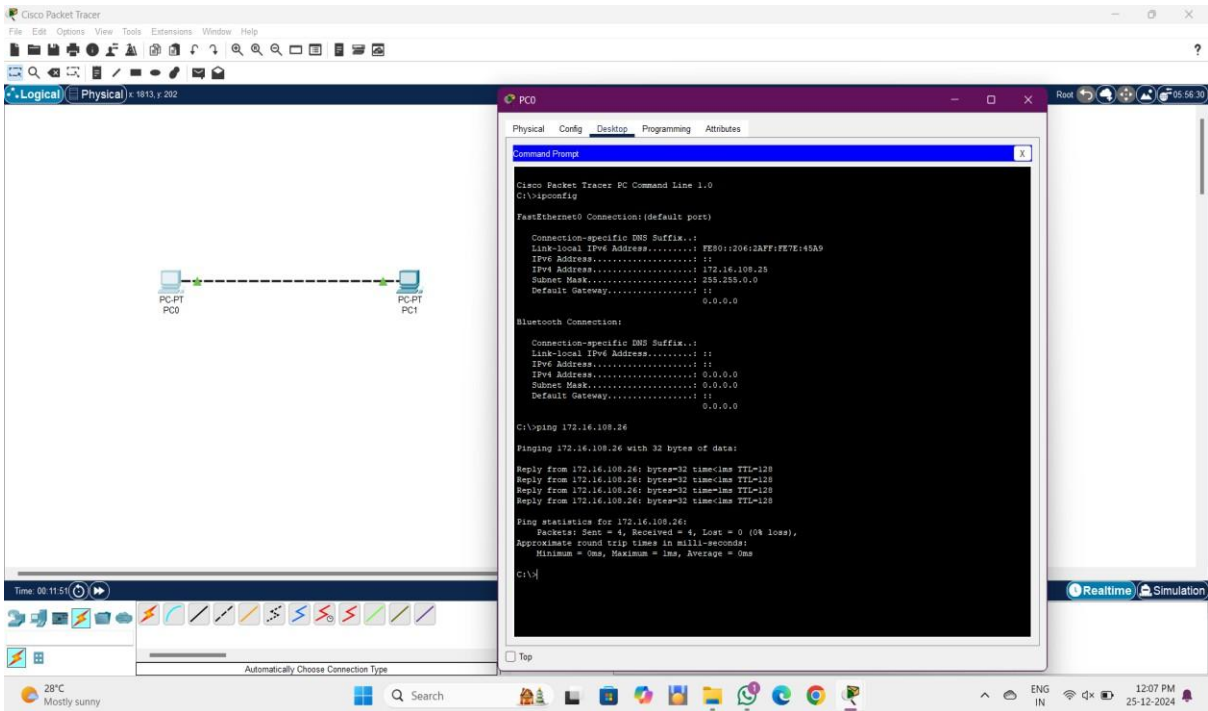 Cisco Packet Tracer
File Edit Options View Tools Extensions Window Help
?
Logical Physical x: 1813, y: 202
Root 05:56:30
PC-PT
PC0
PC-PT
PC1
PC0
Physical Config Desktop Programming Attributes
Command Prompt X
Cisco Packet Tracer PC Command Line 1.0
C:\>ipconfig
FastEthernet0 Connection:(default port)
Connection-specific DNS Suffix..:
Link-local IPv6 Address.........: FE80::206:2AFF:FE7E:45A9
IPv6 Address....................: ::
IPv4 Address....................: 172.16.108.25
Subnet Mask.....................: 255.255.0.0
Default Gateway.................: ::
0.0.0.0
Bluetooth Connection:
Connection-specific DNS Suffix..:
Link-local IPv6 Address.........: ::
IPv6 Address....................: ::
IPv4 Address....................: 0.0.0.0
Subnet Mask.....................: 0.0.0.0
Default Gateway.................: ::
0.0.0.0
C:\>ping 172.16.108.26
Pinging 172.16.108.26 with 32 bytes of data:
Reply from 172.16.108.26: bytes=32 time<1ms TTL=128
Reply from 172.16.108.26: bytes=32 time<1ms TTL=128
Reply from 172.16.108.26: bytes=32 time=1ms TTL=128
Reply from 172.16.108.26: bytes=32 time<1ms TTL=128
Ping statistics for 172.16.108.26:
Packets: Sent = 4, Received = 4, Lost = 0 (0% loss),
Approximate round trip times in milli-seconds:
Minimum = 0ms, Maximum = 1ms, Average = 0ms
C:\>
Top
Time: 00:11:51
Realtime Simulation
Automatically Choose Connection Type
28°C
Mostly sunny
Search
ENG
IN
12:07 PM
25-12-2024